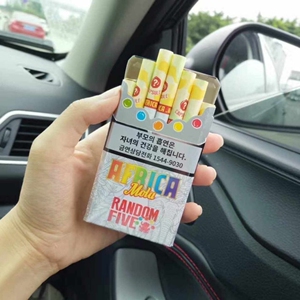 부모의 흡연은
자녀의 건강을 해칩니다.
금연상담전화 1544-9030
AFRICA
Mola
RANDOM
FIVE